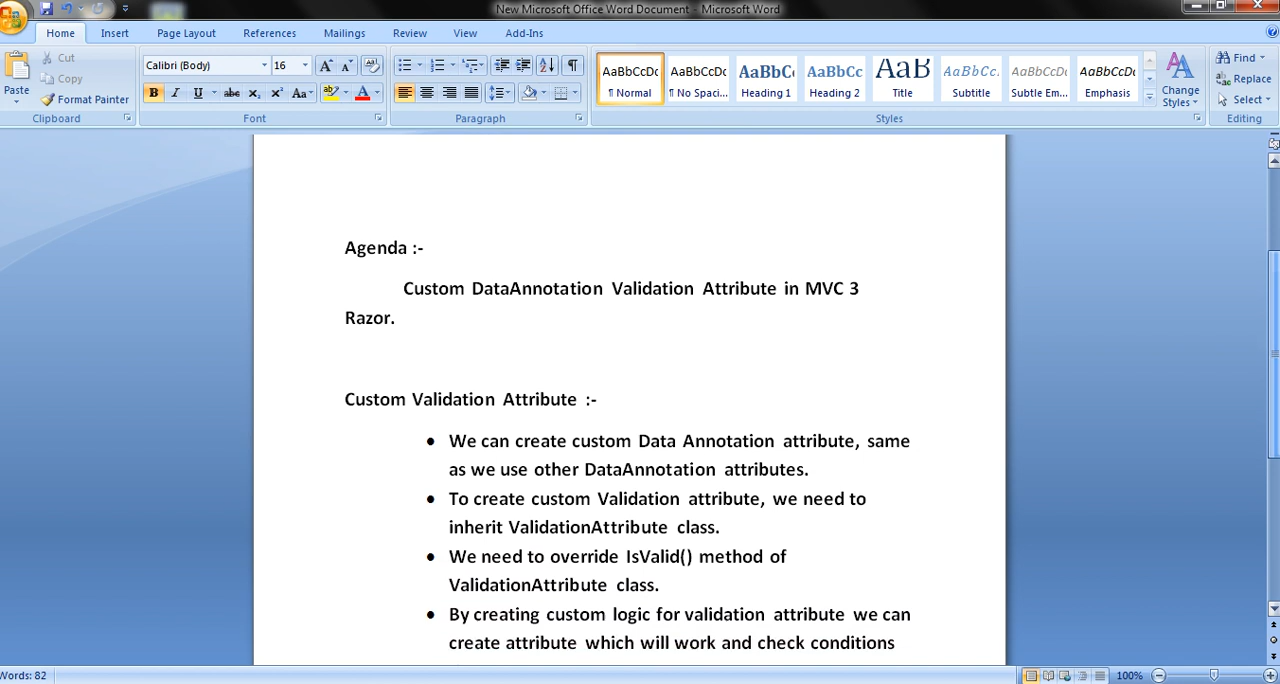 New Microsoft Office Word Document - Microsoft Word
Home Insert Page Layout References Mailings Review View Add-Ins
Paste
Cut
Copy
Format Painter
Clipboard
Calibri (Body) 16
B I U abc X₂ X² Aa
Font
Paragraph
AaBbCcDc AaBbCcDc AaBbC( AaBbCc AaB AaBbCc. AaBbCcDc AaBbCcDc
¶ Normal ¶ No Spaci... Heading 1 Heading 2 Title Subtitle Subtle Em... Emphasis
Change
Styles
Styles
Find
Replace
Select
Editing
Agenda :-
Custom DataAnnotation Validation Attribute in MVC 3
Razor.
Custom Validation Attribute :-
• We can create custom Data Annotation attribute, same
as we use other DataAnnotation attributes.
• To create custom Validation attribute, we need to
inherit ValidationAttribute class.
• We need to override IsValid() method of
ValidationAttribute class.
• By creating custom logic for validation attribute we can
create attribute which will work and check conditions
Words: 82
100%